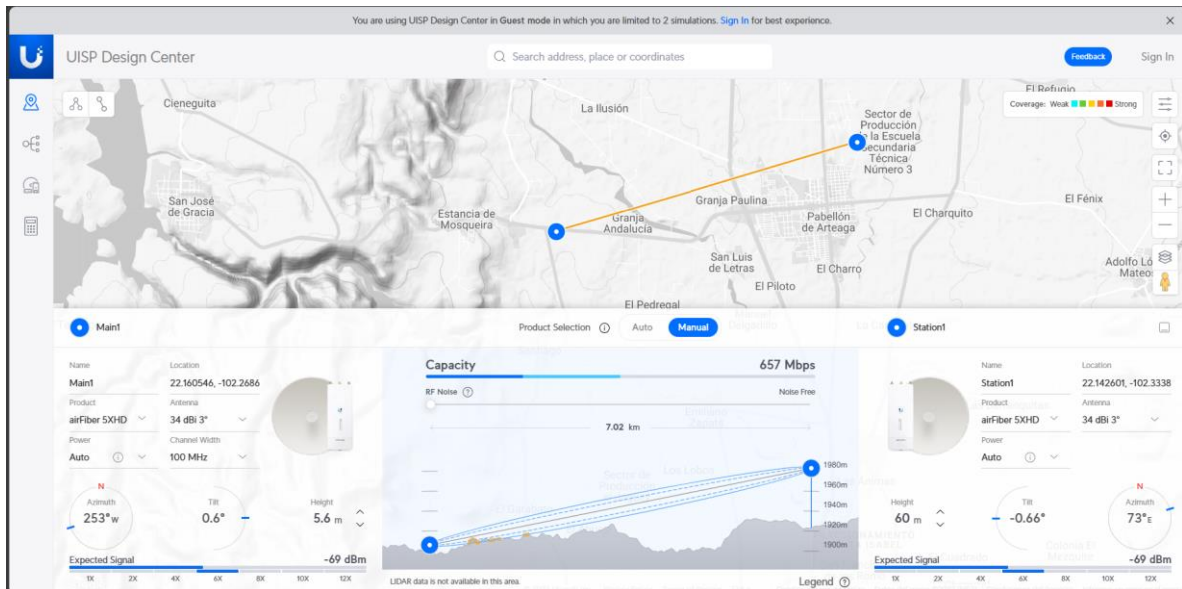 You are using UISP Design Center in Guest mode in which you are limited to 2 simulations. Sign In for best experience.
UISP Design Center
Search address, place or coordinates
Feedback
Sign In
Cieneguita
La Ilusión
El Refugio
Coverage: Weak Strong
Sector de
Producción
de la Escuela
Secundaria
Técnica
Número 3
San José
de Gracia
Estancia de
Mosqueira
Granja
Andalucía
Granja Paulina
Pabellón
de Arteaga
El Charquito
El Fénix
San Luis
de Letras
El Charro
El Piloto
Adolfo Ló
Mateo
El Pedregal
Main1
Product Selection
Auto
Manual
Station1
Name
Main1
Location
22.160546, -102.2686
Product
airFiber 5XHD
Antenna
34 dBi 3°
Power
Auto
Channel Width
100 MHz
N
Azimuth
253° W
Tilt
0.6°
Height
5.6 m
Expected Signal
-69 dBm
1X 2X 4X 6X 8X 10X 12X
Capacity
657 Mbps
RF Noise
Noise Free
7.02 km
1980m
1960m
1940m
1920m
1900m
LIDAR data is not available in this area.
Legend
Name
Station1
Location
22.142601, -102.3338
Product
airFiber 5XHD
Antenna
34 dBi 3°
Power
Auto
Height
60 m
Tilt
-0.66°
N
Azimuth
73° E
Expected Signal
-69 dBm
1X 2X 4X 6X 8X 10X 12X